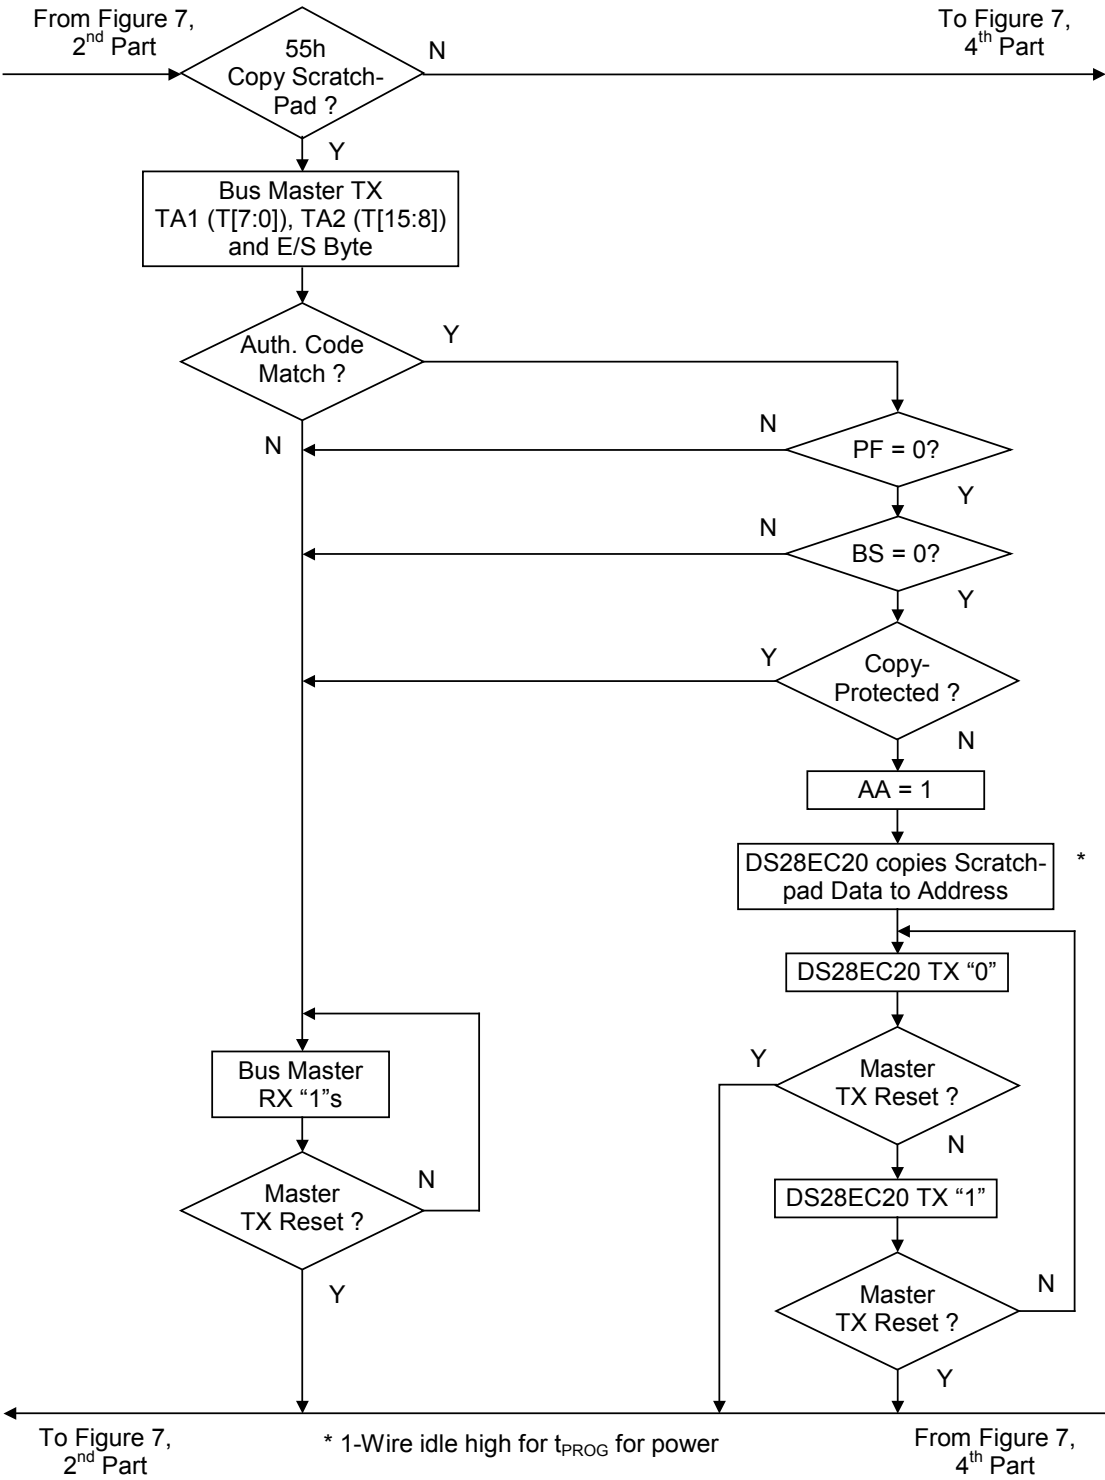 From Figure 7,
2nd Part
To Figure 7,
4th Part
55h
Copy Scratch-
Pad ?
N
Y
Bus Master TX
TA1 (T[7:0]), TA2 (T[15:8])
and E/S Byte
Auth. Code
Match ?
Y
N
PF = 0?
N
Y
BS = 0?
N
Y
Copy-
Protected ?
Y
N
AA = 1
DS28EC20 copies Scratch-
pad Data to Address
*
DS28EC20 TX “0”
Master
TX Reset ?
Y
N
DS28EC20 TX “1”
Master
TX Reset ?
N
Y
Bus Master
RX “1”s
Master
TX Reset ?
N
Y
To Figure 7,
2nd Part
* 1-Wire idle high for tPROG for power
From Figure 7,
4th Part